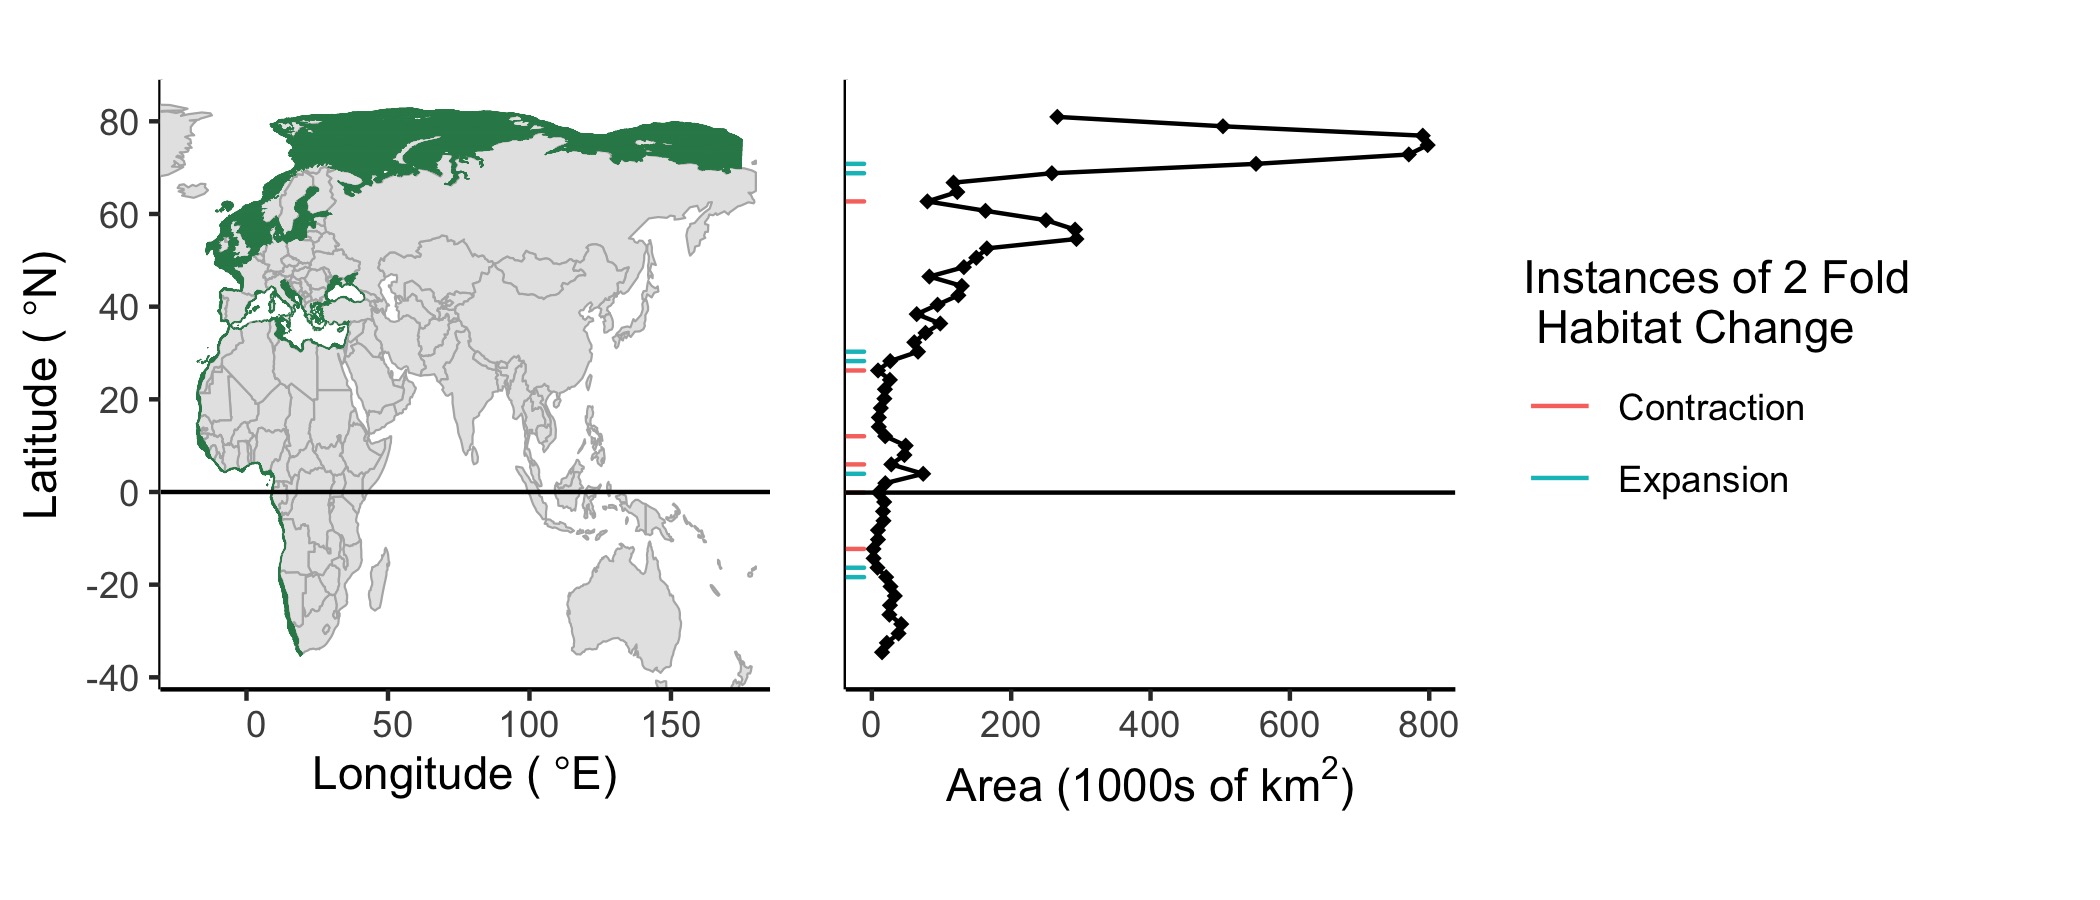 Latitude ( °N)
80
60
40
20
0
-20
-40
0 50 100 150
Longitude ( °E)
0 200 400 600 800
Area (1000s of km²)
Instances of 2 Fold
Habitat Change
Contraction
Expansion